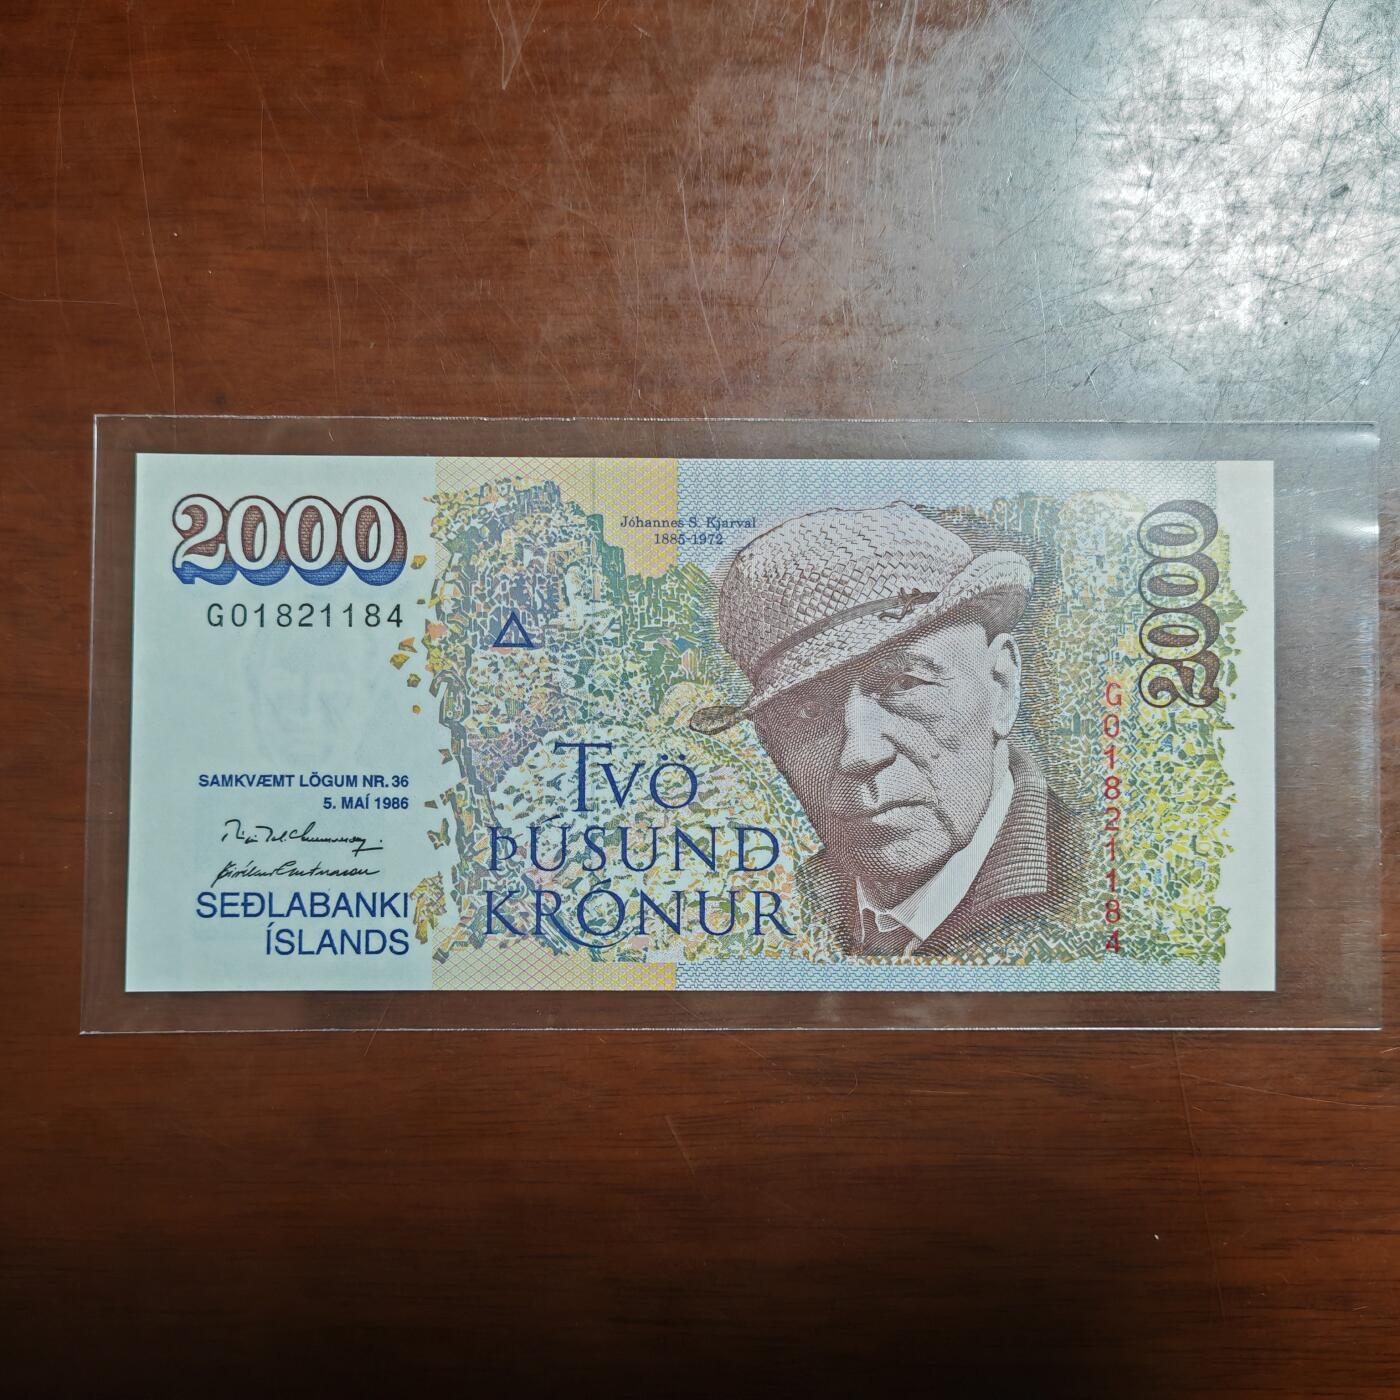 2000
G01821184
Jóhannes S. Kjarval
1885-1972
2000
G01821184
SAMKVÆMT LÖGUM NR. 36
5. MAÍ 1986
SEÐLABANKI
ÍSLANDS
TVÖ
ÞÚSUND
KRÓNUR